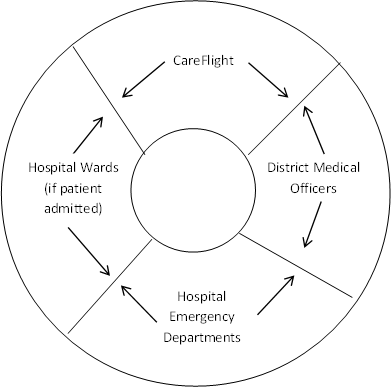 CareFlight
Hospital Wards
(if patient
admitted)
District Medical
Officers
Hospital
Emergency
Departments